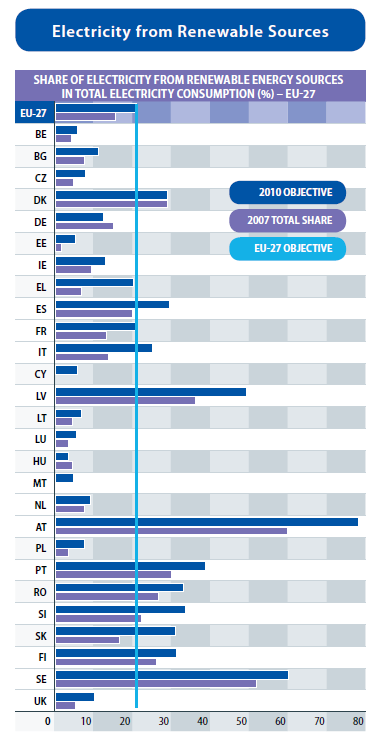 Electricity from Renewable Sources
SHARE OF ELECTRICITY FROM RENEWABLE ENERGY SOURCES
IN TOTAL ELECTRICITY CONSUMPTION (%) – EU-27
EU-27
BE
BG
CZ
DK
2010 OBJECTIVE
DE
2007 TOTAL SHARE
EE
EU-27 OBJECTIVE
IE
EL
ES
FR
IT
CY
LV
LT
LU
HU
MT
NL
AT
PL
PT
RO
SI
SK
FI
SE
UK
0 10 20 30 40 50 60 70 80